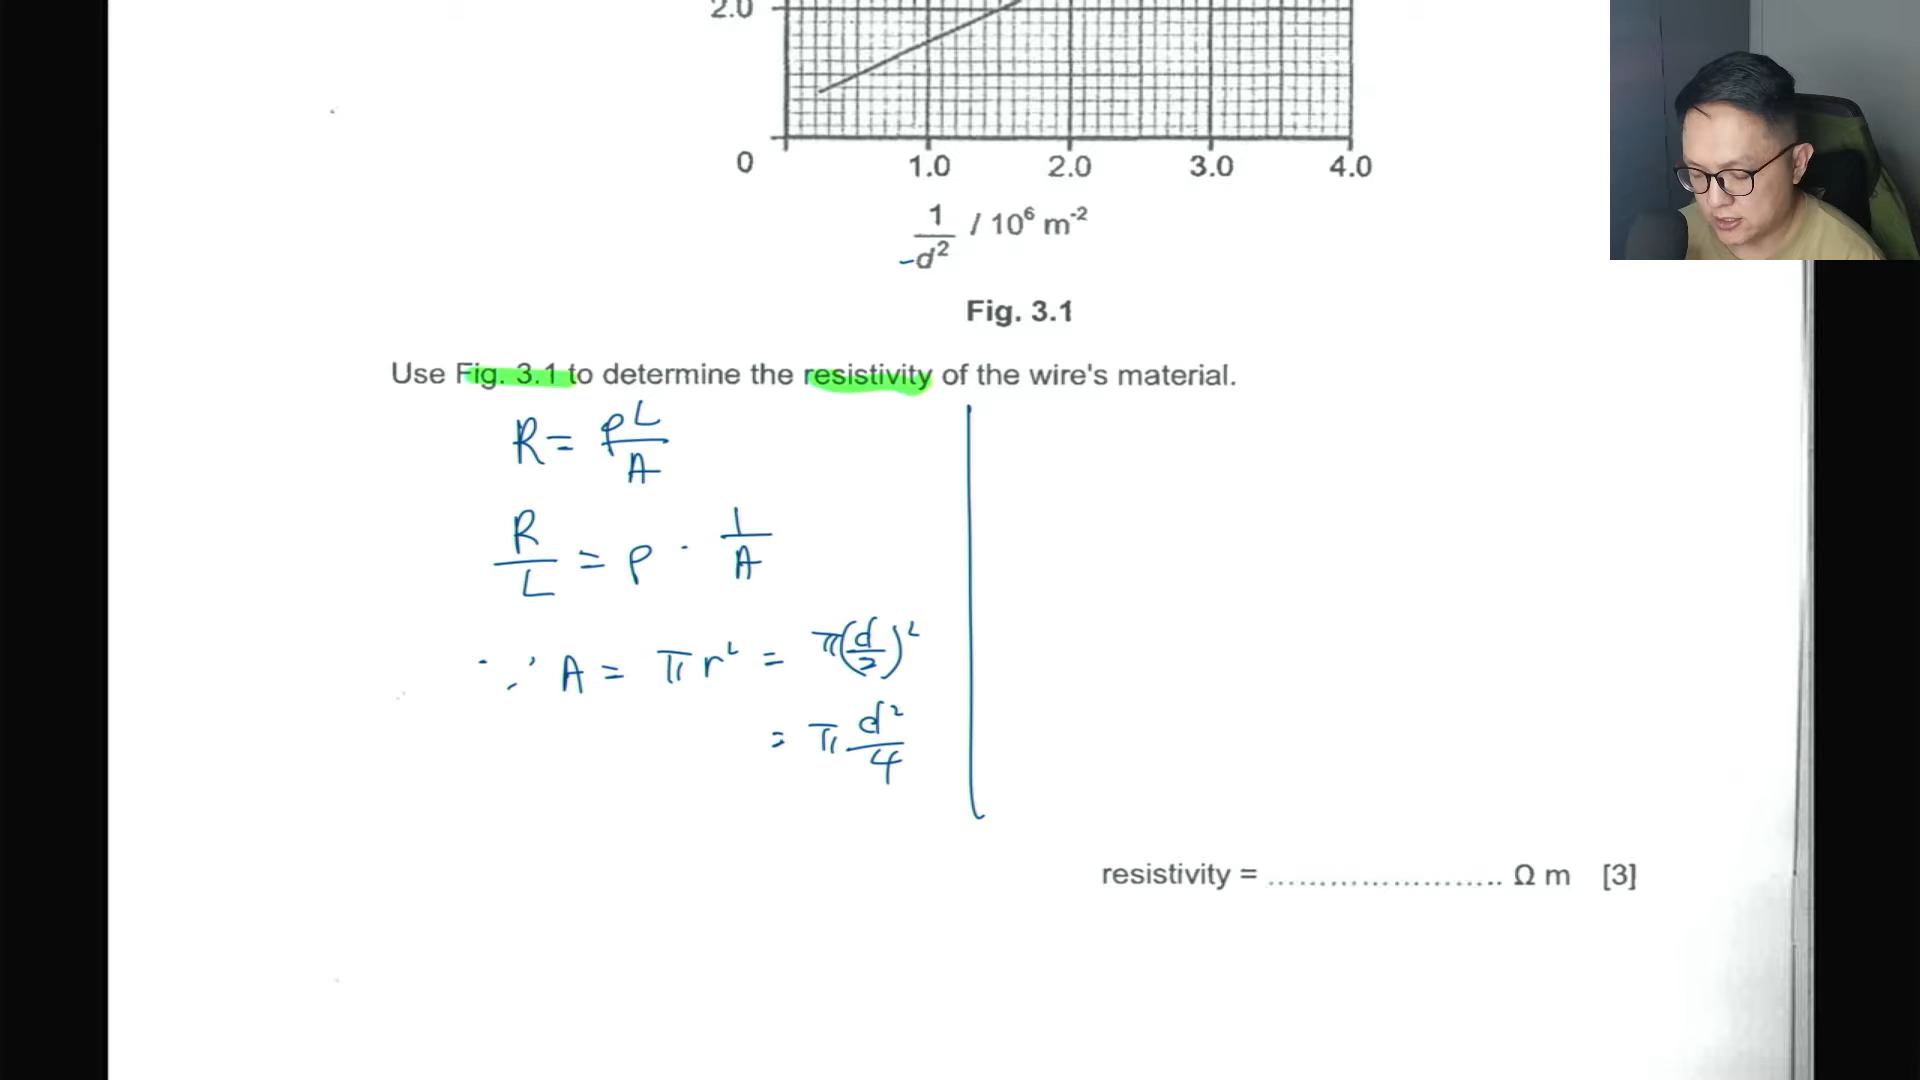 2.0
0 1.0 2.0 3.0 4.0
1/d² / 10⁶ m⁻²
Fig. 3.1
Use Fig. 3.1 to determine the resistivity of the wire's material.
R = ρL/A
R/L = ρ · 1/A
∵ A = πr² = π(d/2)²
= π d²/4
resistivity = ........................ Ω m [3]